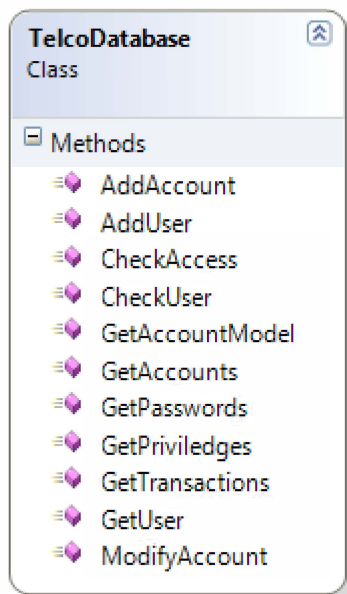 TelcoDatabase
Class
Methods
AddAccount
AddUser
CheckAccess
CheckUser
GetAccountModel
GetAccounts
GetPasswords
GetPriviledges
GetTransactions
GetUser
ModifyAccount